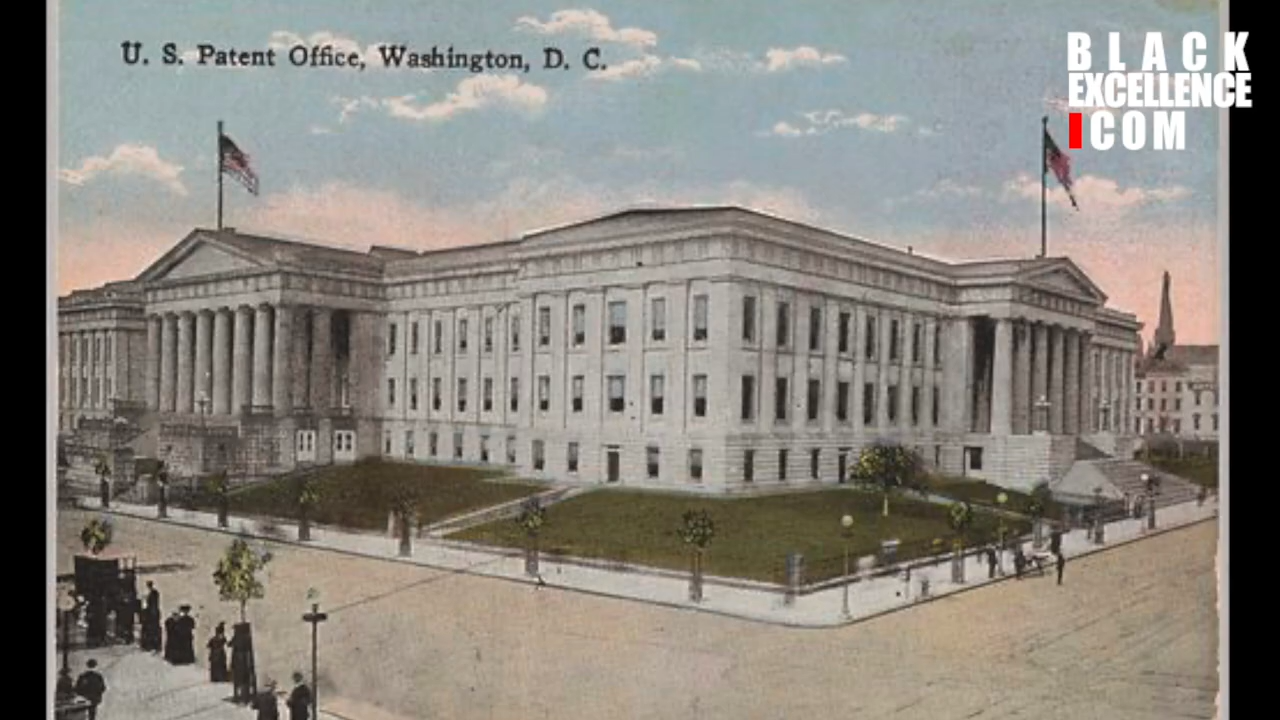 U. S. Patent Office, Washington, D. C.
BLACK
EXCELLENCE
COM